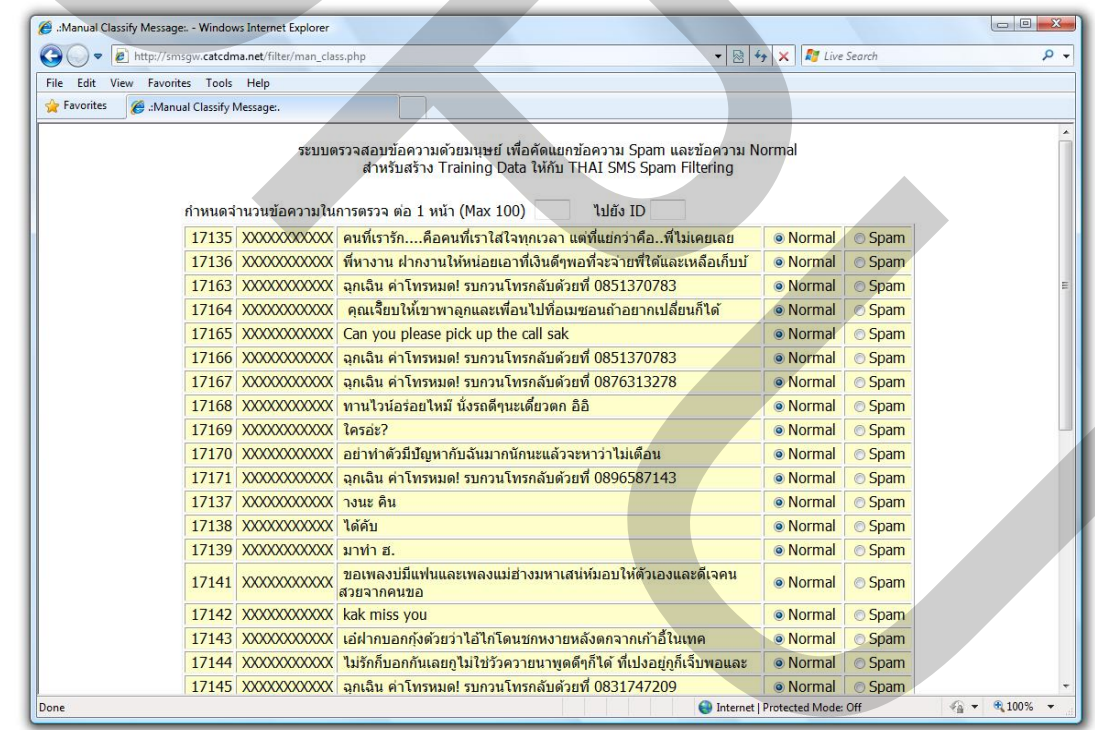 .:Manual Classify Message:. - Windows Internet Explorer
http://smsgw.catcdma.net/filter/man_class.php
Live Search
File Edit View Favorites Tools Help
Favorites .:Manual Classify Message:.
ระบบตรวจสอบข้อความด้วยมนุษย์ เพื่อคัดแยกข้อความ Spam และข้อความ Normal
สำหรับสร้าง Training Data ให้กับ THAI SMS Spam Filtering
กำหนดจำนวนข้อความในการตรวจ ต่อ 1 หน้า (Max 100) ไปยัง ID
17135 XXXXXXXXXXX คนที่เรารัก....คือคนที่เราใส่ใจทุกเวลา แต่ที่แย่กว่าคือ..พี่ไม่เคยเลย Normal Spam
17136 XXXXXXXXXXX พี่หางาน ฝากงานให้หน่อยเอาที่เงินดีๆพอที่จะจ่ายพี่ได้และเหลือเก็บบ้ Normal Spam
17163 XXXXXXXXXXX ฉุกเฉิน ค่าโทรหมด! รบกวนโทรกลับด้วยที่ 0851370783 Normal Spam
17164 XXXXXXXXXXX คุณเจี๊ยบให้เขาพาลูกและเพื่อนไปที่อเมซอนถ้าอยากเปลี่ยนก็ได้ Normal Spam
17165 XXXXXXXXXXX Can you please pick up the call sak Normal Spam
17166 XXXXXXXXXXX ฉุกเฉิน ค่าโทรหมด! รบกวนโทรกลับด้วยที่ 0851370783 Normal Spam
17167 XXXXXXXXXXX ฉุกเฉิน ค่าโทรหมด! รบกวนโทรกลับด้วยที่ 0876313278 Normal Spam
17168 XXXXXXXXXXX ทานไวน์อร่อยไหม๊ นั่งรถดีๆนะเดี๋ยวตก อิอิ Normal Spam
17169 XXXXXXXXXXX ใครอ่ะ? Normal Spam
17170 XXXXXXXXXXX อย่าทำตัวมีปัญหากับฉันมากนักนะแล้วจะหาว่าไม่เตือน Normal Spam
17171 XXXXXXXXXXX ฉุกเฉิน ค่าโทรหมด! รบกวนโทรกลับด้วยที่ 0896587143 Normal Spam
17137 XXXXXXXXXXX างนะ คิน Normal Spam
17138 XXXXXXXXXXX ได้คับ Normal Spam
17139 XXXXXXXXXXX มาทำ ฮ. Normal Spam
17141 XXXXXXXXXXX ขอเพลงบ่มีแฟนและเพลงแม่ฮ่างมหาเสน่ห์มอบให้ตัวเองและดีเจคน
สวยจากคนขอ Normal Spam
17142 XXXXXXXXXXX kak miss you Normal Spam
17143 XXXXXXXXXXX เอ๋ฝากบอกกุ้งด้วยว่าไอ้ไก่โดนชกหงายหลังตกจากเก้าอี้ในเทค Normal Spam
17144 XXXXXXXXXXX ไม่รักก็บอกกันเลยกูไม่ใช่วัวควายนาพูดดีๆก็ได้ ที่เปงอยู่กูก็เจ็บพอและ Normal Spam
17145 XXXXXXXXXXX ฉุกเฉิน ค่าโทรหมด! รบกวนโทรกลับด้วยที่ 0831747209 Normal Spam
Done Internet | Protected Mode: Off 100%